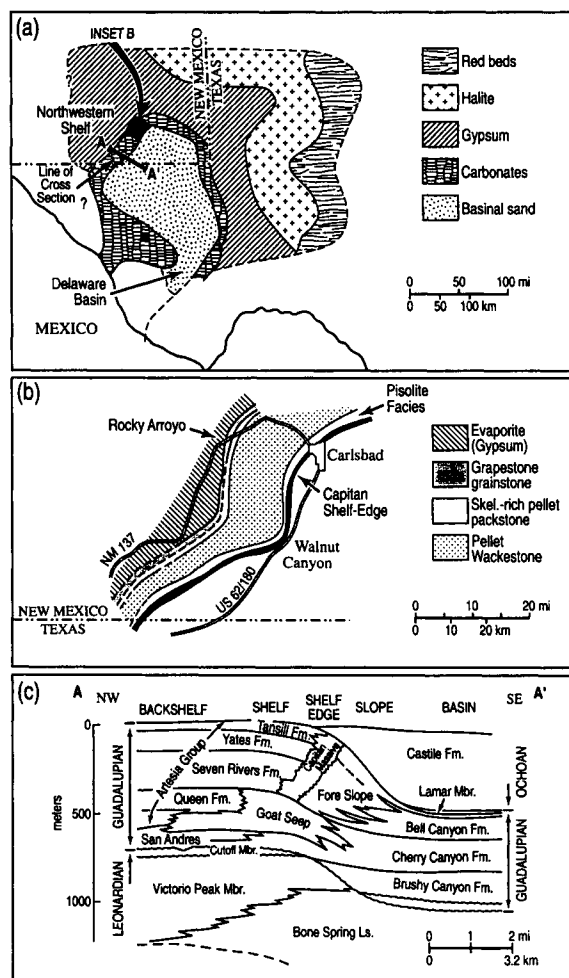 (a)
INSET B
NEW MEXICO
TEXAS
Northwestern
Shelf
A
A'
Line of
Cross
Section
?
Delaware
Basin
MEXICO
Red beds
Halite
Gypsum
Carbonates
Basinal sand
0 50 100 mi
0 50 100 km
(b)
Pisolite
Facies
Rocky Arroyo
Carlsbad
Capitan
Shelf-Edge
NM 137
Walnut
Canyon
US 62/180
NEW MEXICO
TEXAS
Evaporite
(Gypsum)
Grapestone
grainstone
Skel.-rich pellet
packstone
Pellet
Wackestone
0 10 20 mi
0 10 20 km
(c)
A NW
SE A'
BACKSHELF SHELF SHELF EDGE SLOPE BASIN
0
500
1000
meters
GUADALUPIAN
LEONARDIAN
Artesia Group
Tansill Fm.
Yates Fm.
Seven Rivers Fm.
Capitan
Massive
Queen Fm.
Goat Seep
Fore Slope
San Andres
Cutoff Mbr.
Victorio Peak Mbr.
Bone Spring Ls.
Castile Fm.
Lamar Mbr.
Bell Canyon Fm.
Cherry Canyon Fm.
Brushy Canyon Fm.
OCHOAN
GUADALUPIAN
0 1 2 mi
0 3.2 km